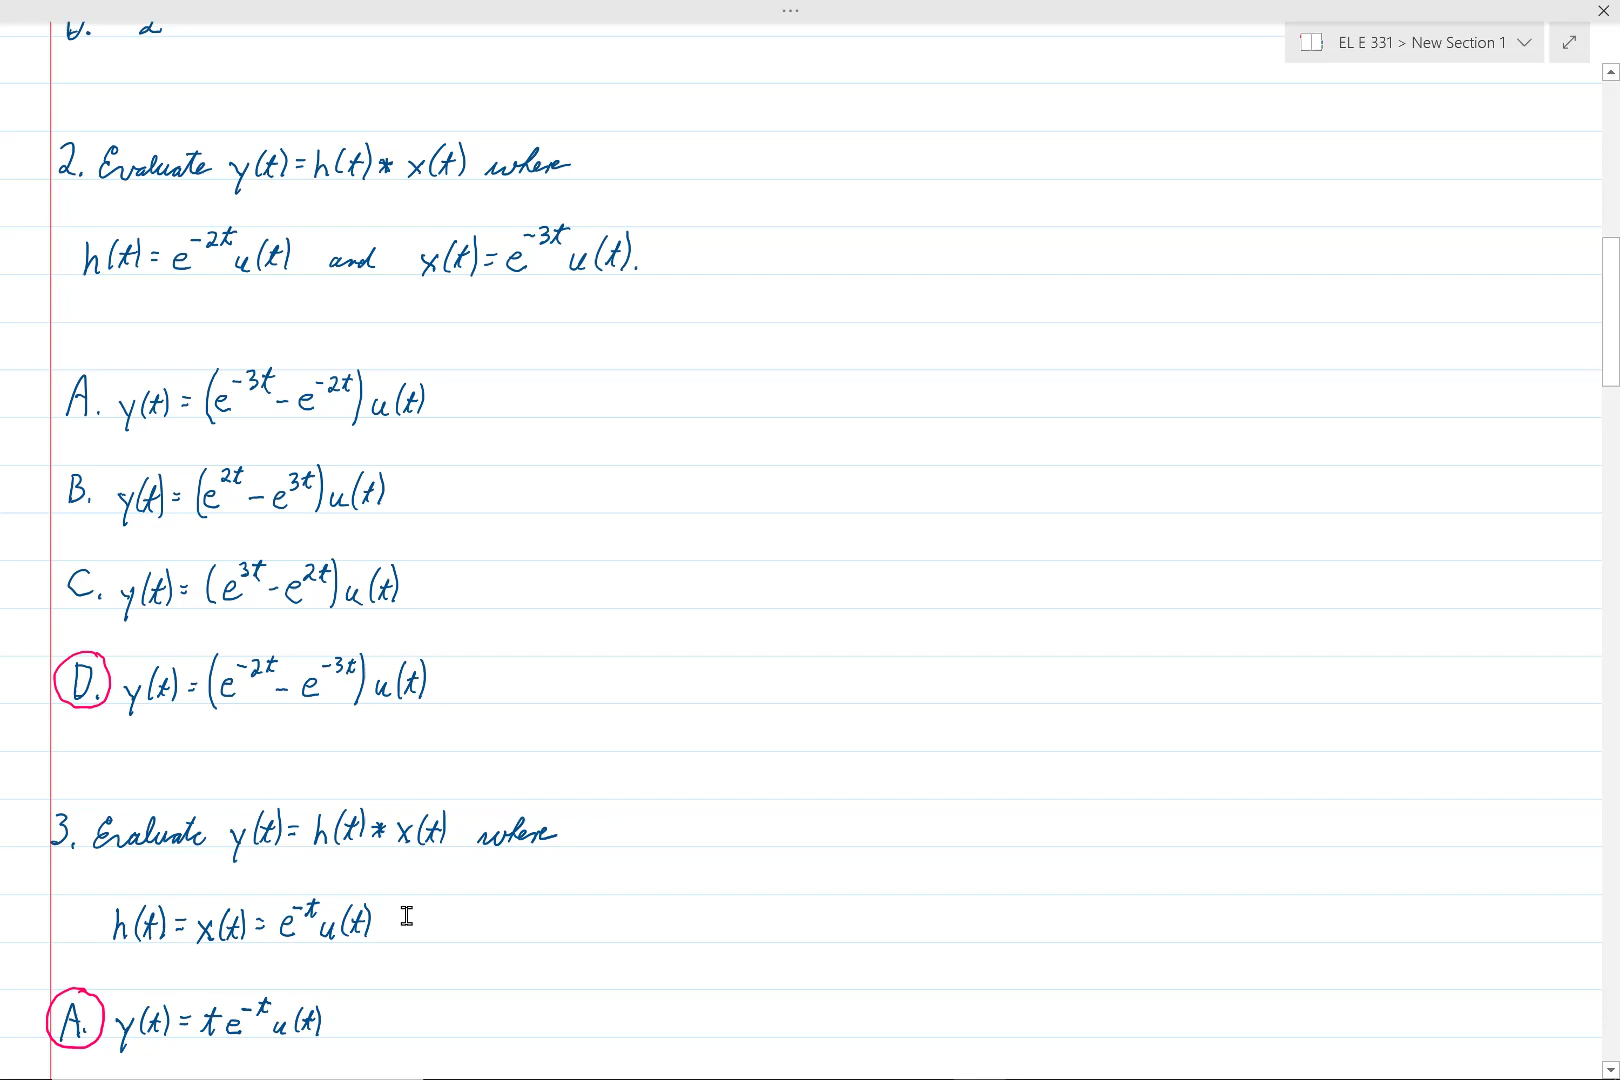 EL E 331 > New Section 1
2. Evaluate y(t) = h(t) * x(t) where
h(t) = e^{-2t} u(t) and x(t) = e^{-3t} u(t).
A. y(t) = (e^{-3t} - e^{-2t}) u(t)
B. y(t) = (e^{2t} - e^{3t}) u(t)
C. y(t) = (e^{3t} - e^{2t}) u(t)
D. y(t) = (e^{-2t} - e^{-3t}) u(t)
3. Evaluate y(t) = h(t) * x(t) where
h(t) = x(t) = e^{-t} u(t)
A. y(t) = t e^{-t} u(t)